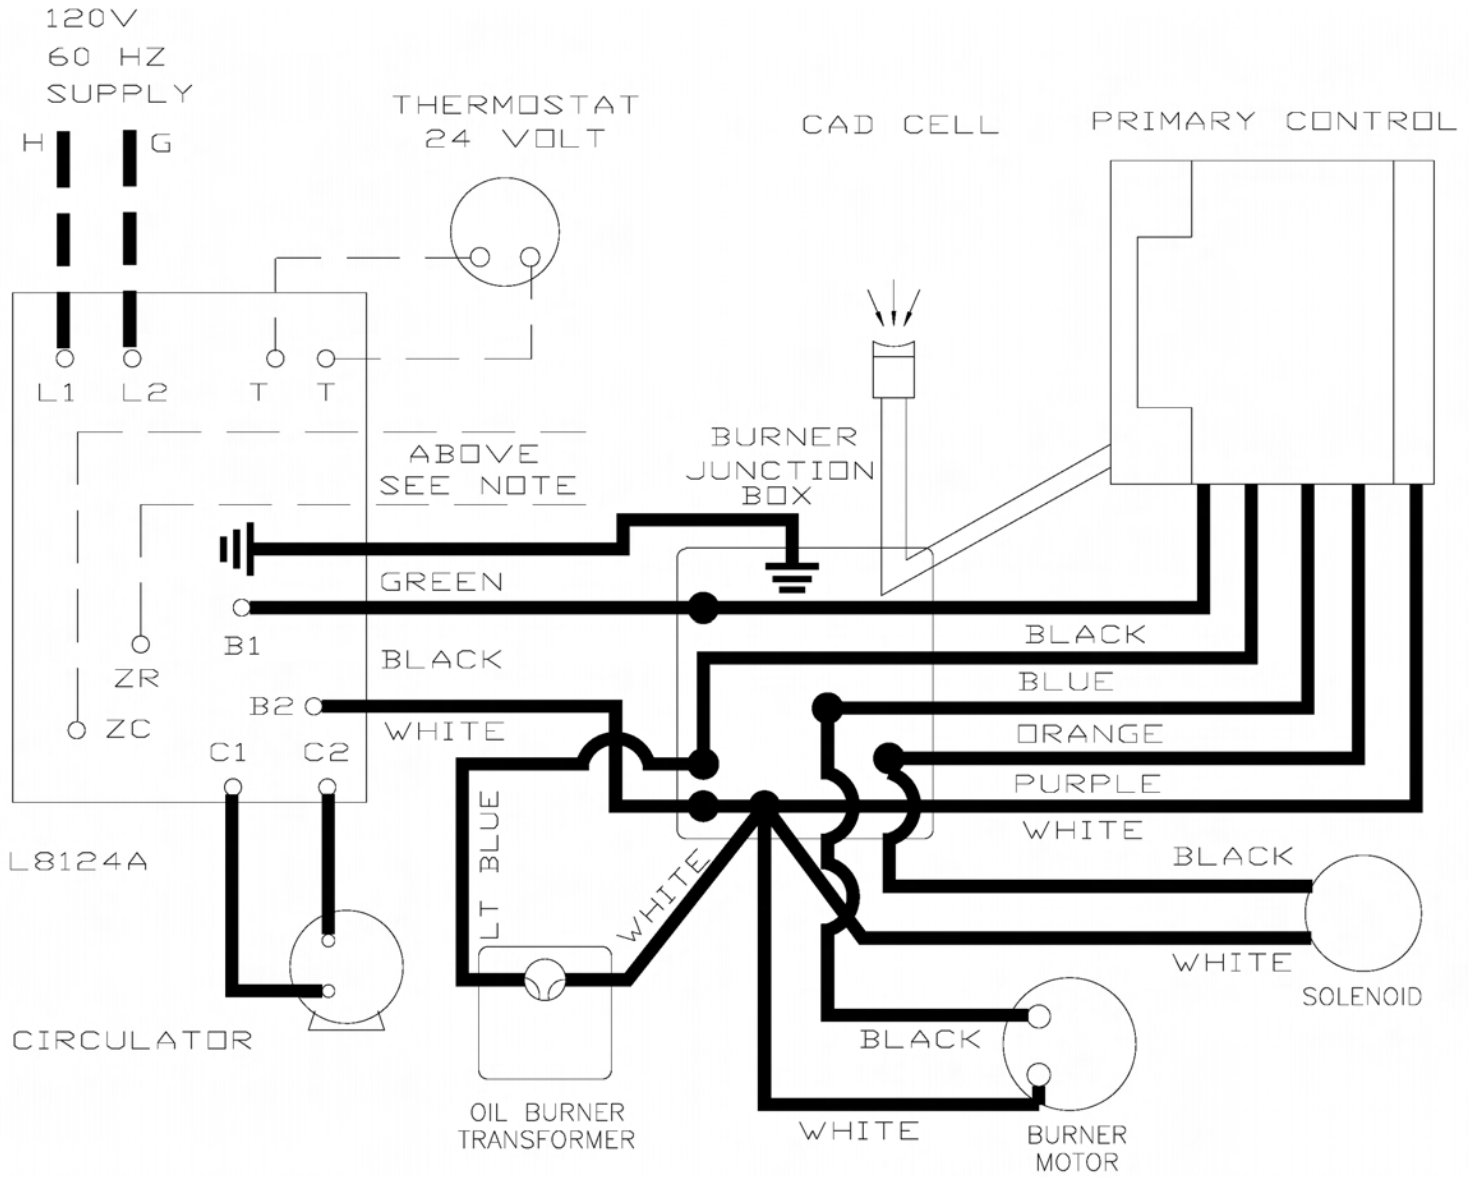 120V
60 HZ
SUPPLY
H
G
THERMOSTAT
24 VOLT
CAD CELL
PRIMARY CONTROL
L1
L2
T
T
ABOVE
SEE NOTE
BURNER
JUNCTION
BOX
GREEN
B1
BLACK
BLACK
ZR
BLUE
B2
WHITE
ZC
ORANGE
C1
C2
PURPLE
WHITE
LT BLUE
WHITE
L8124A
BLACK
WHITE
SOLENOID
CIRCULATOR
BLACK
OIL BURNER
TRANSFORMER
WHITE
BURNER
MOTOR